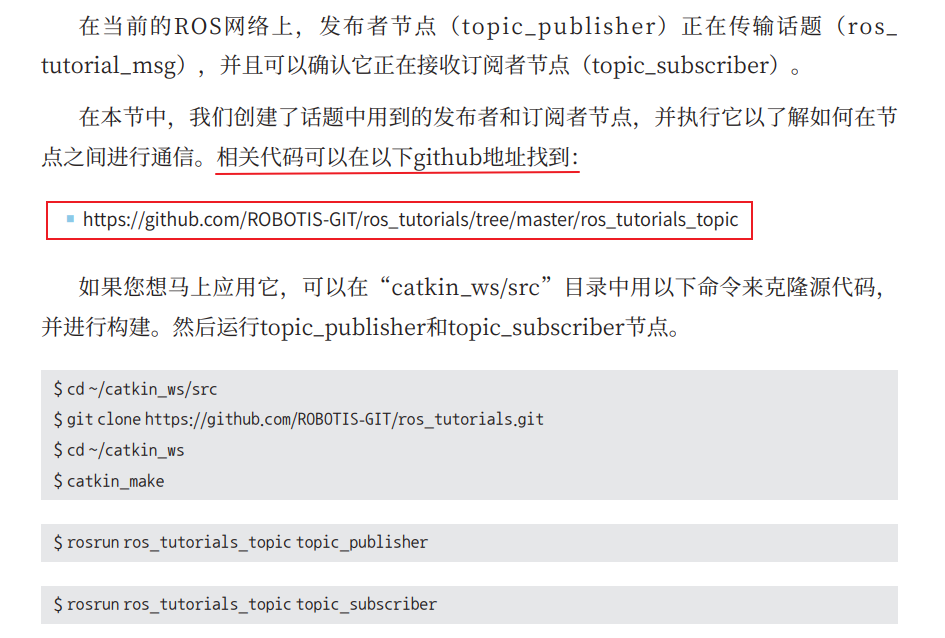 在当前的ROS网络上，发布者节点（topic_publisher）正在传输话题（ros_
tutorial_msg），并且可以确认它正在接收订阅者节点（topic_subscriber）。
在本节中，我们创建了话题中用到的发布者和订阅者节点，并执行它以了解如何在节
点之间进行通信。相关代码可以在以下github地址找到：
https://github.com/ROBOTIS-GIT/ros_tutorials/tree/master/ros_tutorials_topic
如果您想马上应用它，可以在“catkin_ws/src”目录中用以下命令来克隆源代码，
并进行构建。然后运行topic_publisher和topic_subscriber节点。
$ cd ~/catkin_ws/src
$ git clone https://github.com/ROBOTIS-GIT/ros_tutorials.git
$ cd ~/catkin_ws
$ catkin_make
$ rosrun ros_tutorials_topic topic_publisher
$ rosrun ros_tutorials_topic topic_subscriber